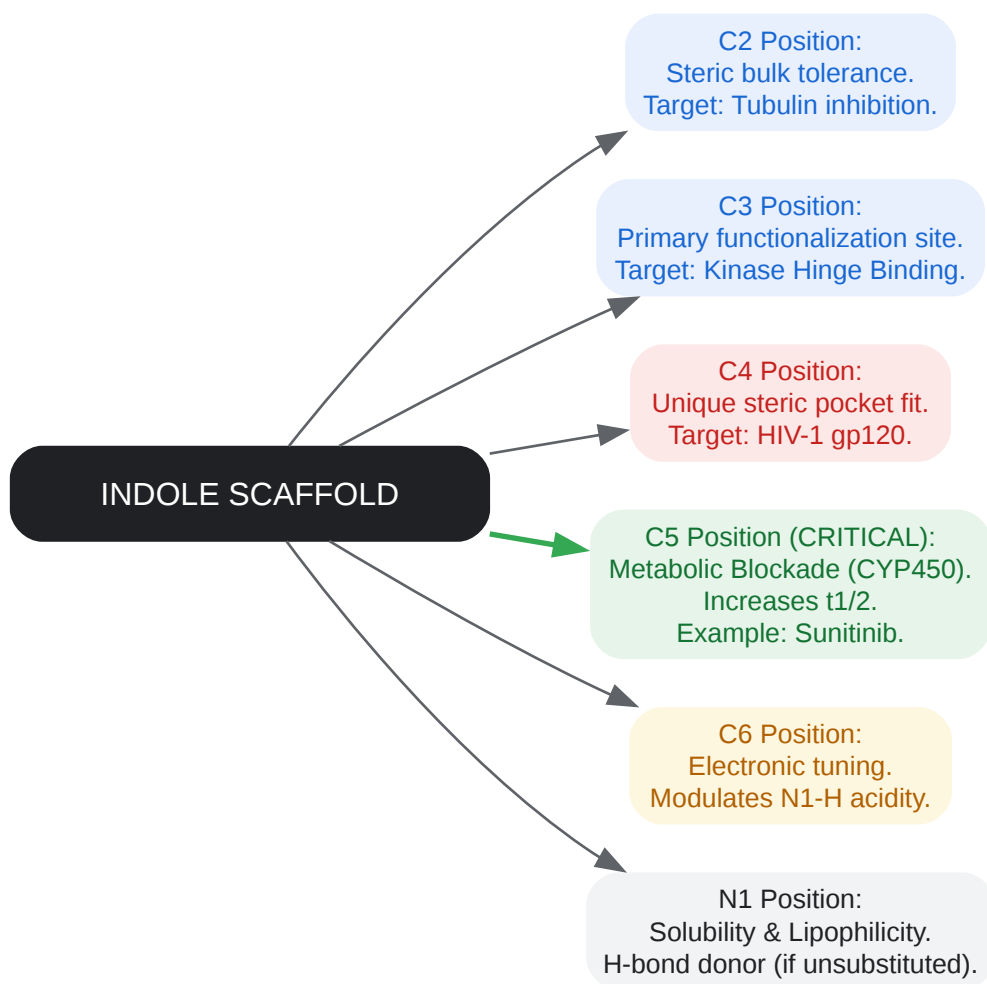 C2 Position:
Steric bulk tolerance.
Target: Tubulin inhibition.
C3 Position:
Primary functionalization site.
Target: Kinase Hinge Binding.
C4 Position:
Unique steric pocket fit.
Target: HIV-1 gp120.
INDOLE SCAFFOLD
C5 Position (CRITICAL):
Metabolic Blockade (CYP450).
Increases t1/2.
Example: Sunitinib.
C6 Position:
Electronic tuning.
Modulates N1-H acidity.
N1 Position:
Solubility & Lipophilicity.
H-bond donor (if unsubstituted).